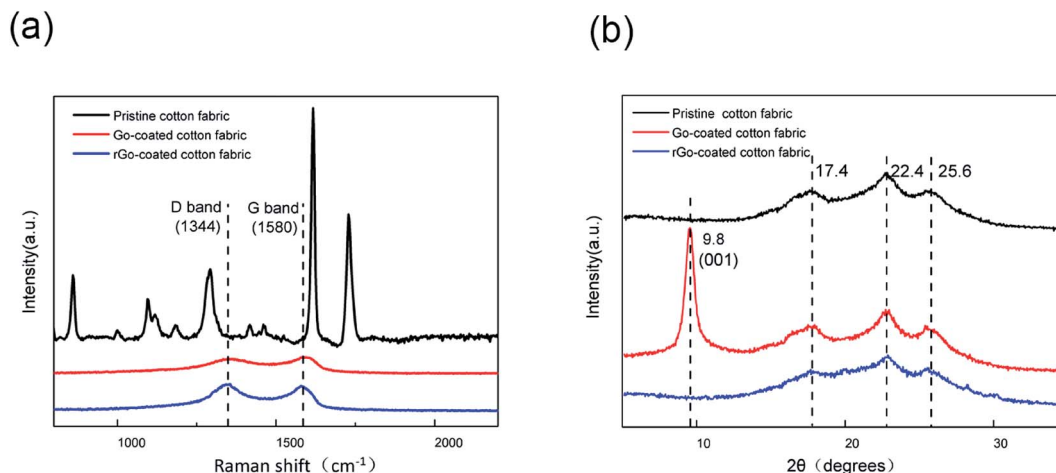 (a)
Pristine cotton fabric
Go-coated cotton fabric
rGo-coated cotton fabric
D band
(1344)
G band
(1580)
Intensity(a.u.)
1000
1500
2000
Raman shift（cm⁻¹）
(b)
Pristine cotton fabric
Go-coated cotton fabric
rGo-coated cotton fabric
17.4
22.4
25.6
9.8
(001)
Intensity(a.u.)
10
20
30
2θ（degrees）